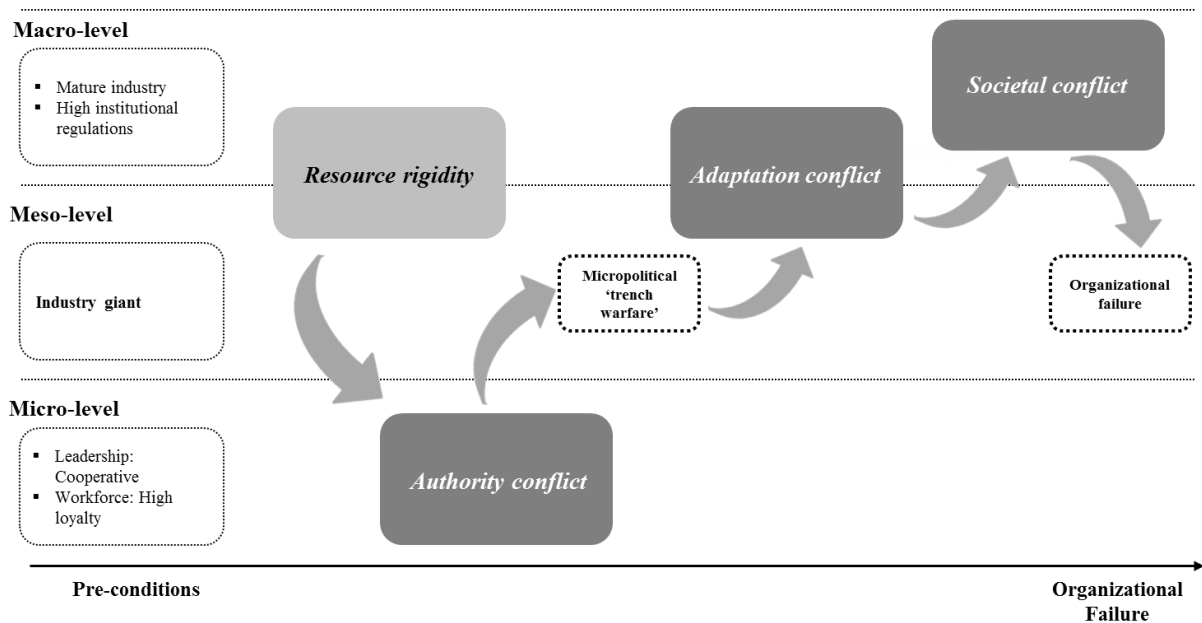 Macro-level
▪ Mature industry
▪ High institutional
regulations
Resource rigidity
Adaptation conflict
Societal conflict
Meso-level
Industry giant
Micropolitical
‘trench
warfare’
Organizational
failure
Micro-level
▪ Leadership:
Cooperative
▪ Workforce: High
loyalty
Authority conflict
Pre-conditions
Organizational
Failure